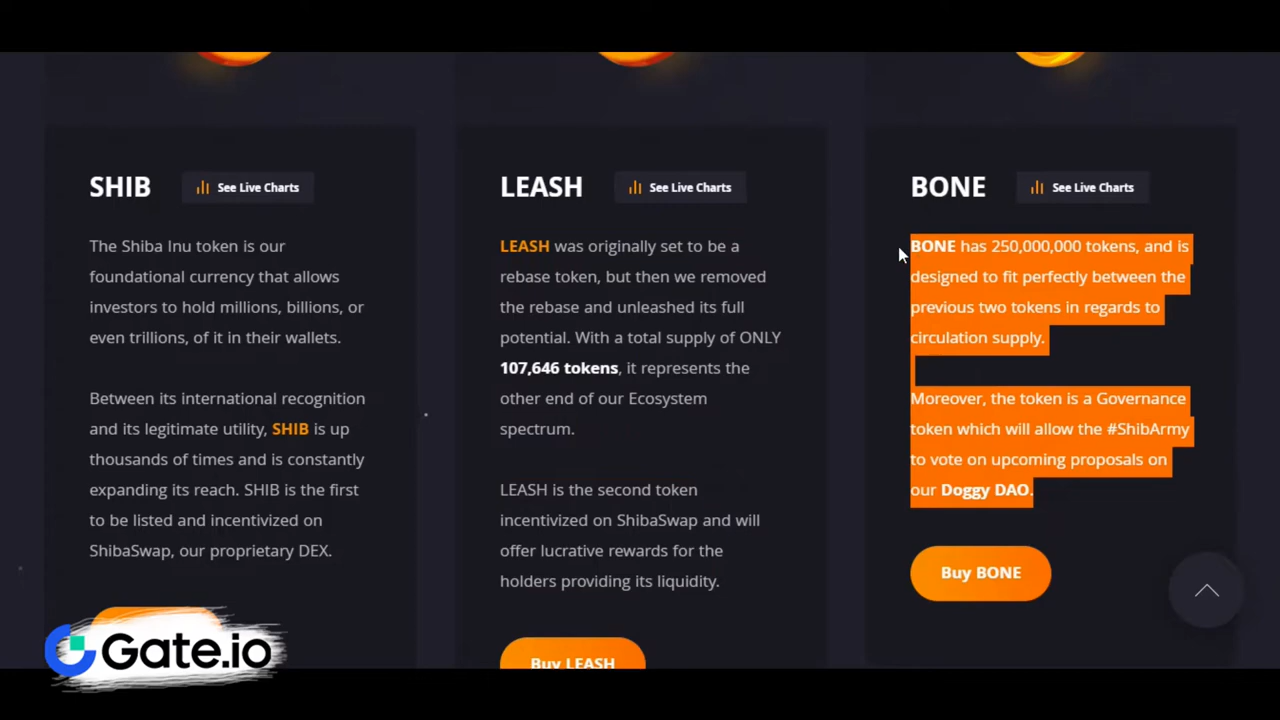 SHIB
See Live Charts
The Shiba Inu token is our
foundational currency that allows
investors to hold millions, billions, or
even trillions, of it in their wallets.
Between its international recognition
and its legitimate utility, SHIB is up
thousands of times and is constantly
expanding its reach. SHIB is the first
to be listed and incentivized on
ShibaSwap, our proprietary DEX.
LEASH
See Live Charts
LEASH was originally set to be a
rebase token, but then we removed
the rebase and unleashed its full
potential. With a total supply of ONLY
107,646 tokens, it represents the
other end of our Ecosystem
spectrum.
LEASH is the second token
incentivized on ShibaSwap and will
offer lucrative rewards for the
holders providing its liquidity.
Buy LEASH
BONE
See Live Charts
BONE has 250,000,000 tokens, and is
designed to fit perfectly between the
previous two tokens in regards to
circulation supply.
Moreover, the token is a Governance
token which will allow the #ShibArmy
to vote on upcoming proposals on
our Doggy DAO.
Buy BONE
Gate.io